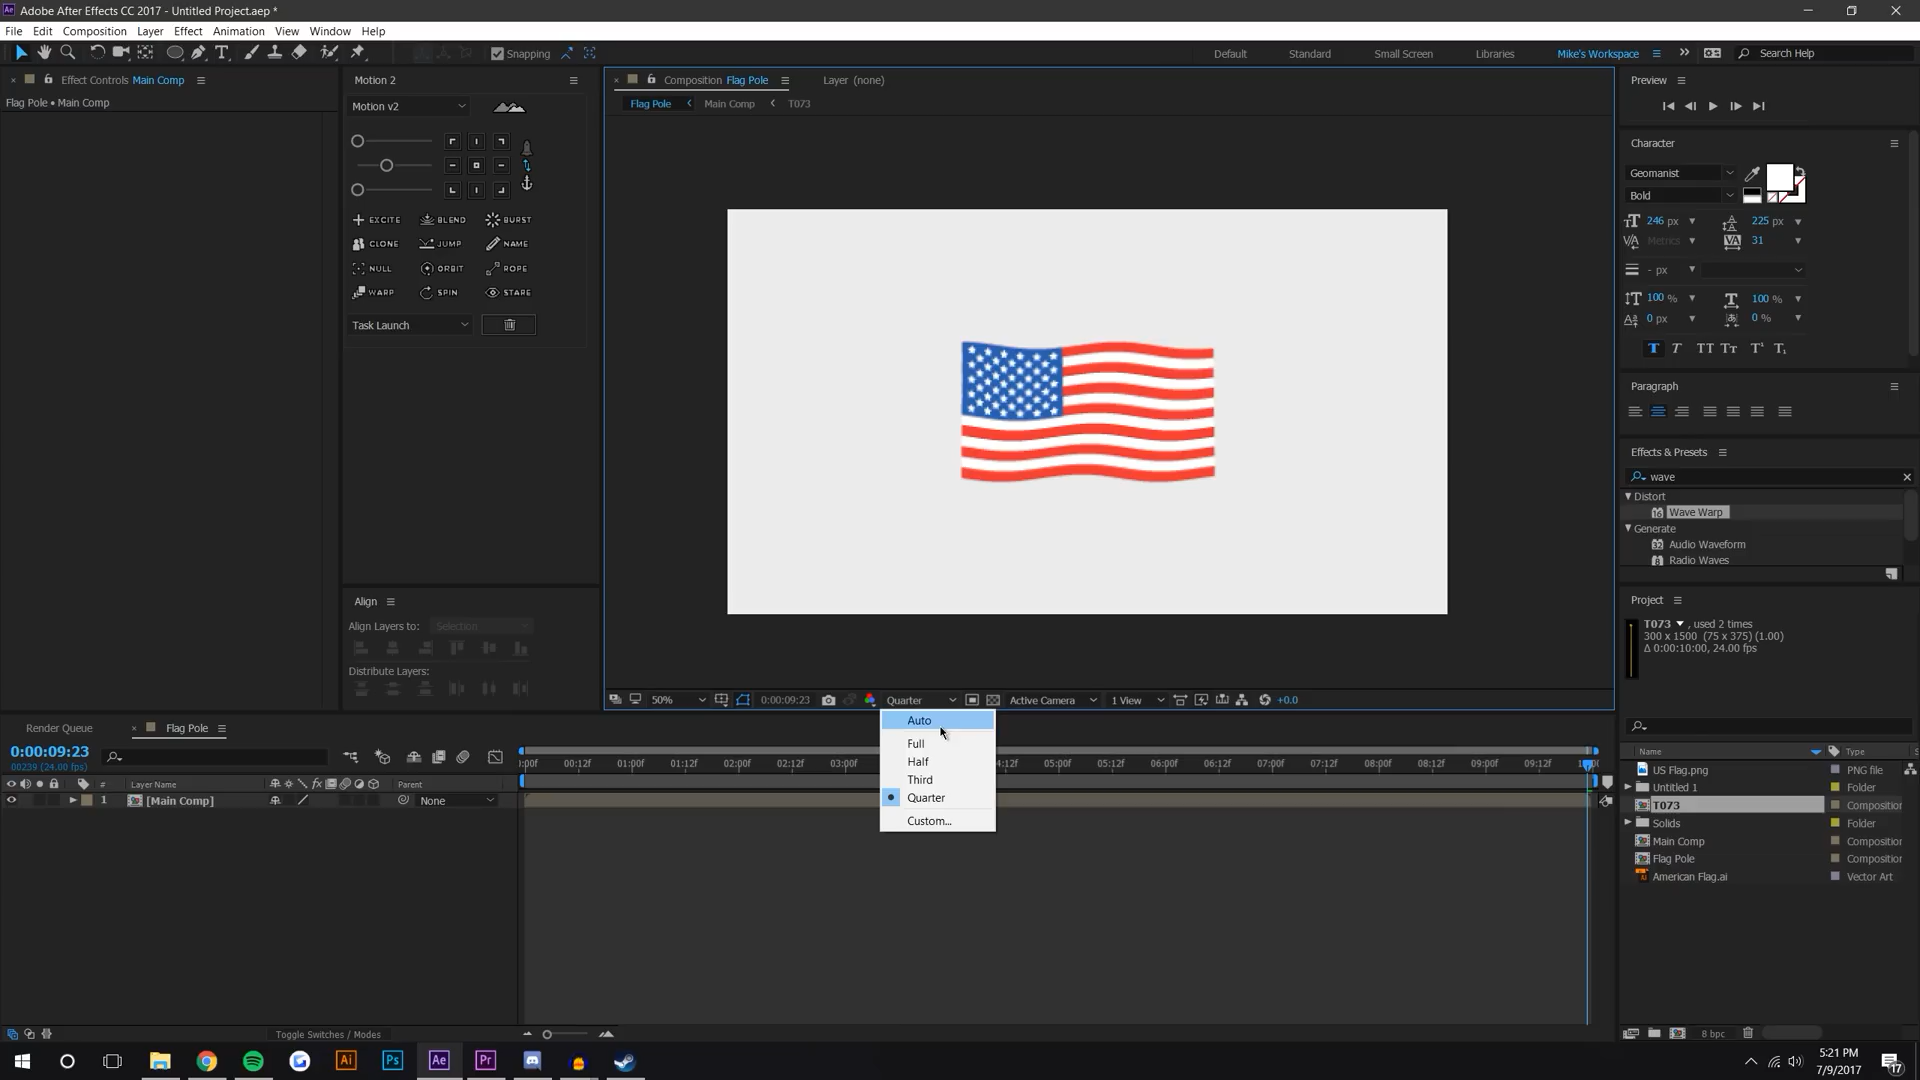 Adobe After Effects CC 2017 - Untitled Project.aep *
File Edit Composition Layer Effect Animation View Window Help
Snapping
Default Standard Small Screen Libraries Mike's Workspace Search Help
Effect Controls Main Comp
Flag Pole • Main Comp
Motion 2
Motion v2
EXCITE BLEND BURST
CLONE JUMP NAME
NULL ORBIT ROPE
WARP SPIN STARE
Task Launch
Align
Align Layers to: Selection
Distribute Layers:
Composition Flag Pole Layer (none)
Flag Pole Main Comp T073
50% 0:00:09:23 Quarter Active Camera 1 View +0.0
Auto
Full
Half
Third
Quarter
Custom...
Preview
Character
Geomanist
Bold
246 px 225 px
Metrics 31
- px
100 % 100 %
0 px 0 %
Paragraph
Effects & Presets
wave
Distort
Wave Warp
Generate
Audio Waveform
Radio Waves
Project
T073 , used 2 times
300 x 1500 (75 x 375) (1.00)
Δ 0:00:10:00, 24.00 fps
Name Type
US Flag.png PNG file
Untitled 1 Folder
T073 Composition
Solids Folder
Main Comp Composition
Flag Pole Composition
American Flag.ai Vector Art
8 bpc
Render Queue Flag Pole
0:00:09:23
00239 (24.00 fps)
:00f 00:12f 01:00f 01:12f 02:00f 02:12f 03:00f 4:12f 05:00f 05:12f 06:00f 06:12f 07:00f 07:12f 08:00f 08:12f 09:00f 09:12f
# Layer Name Parent
1 [Main Comp] None
Toggle Switches / Modes
5:21 PM
7/9/2017
17